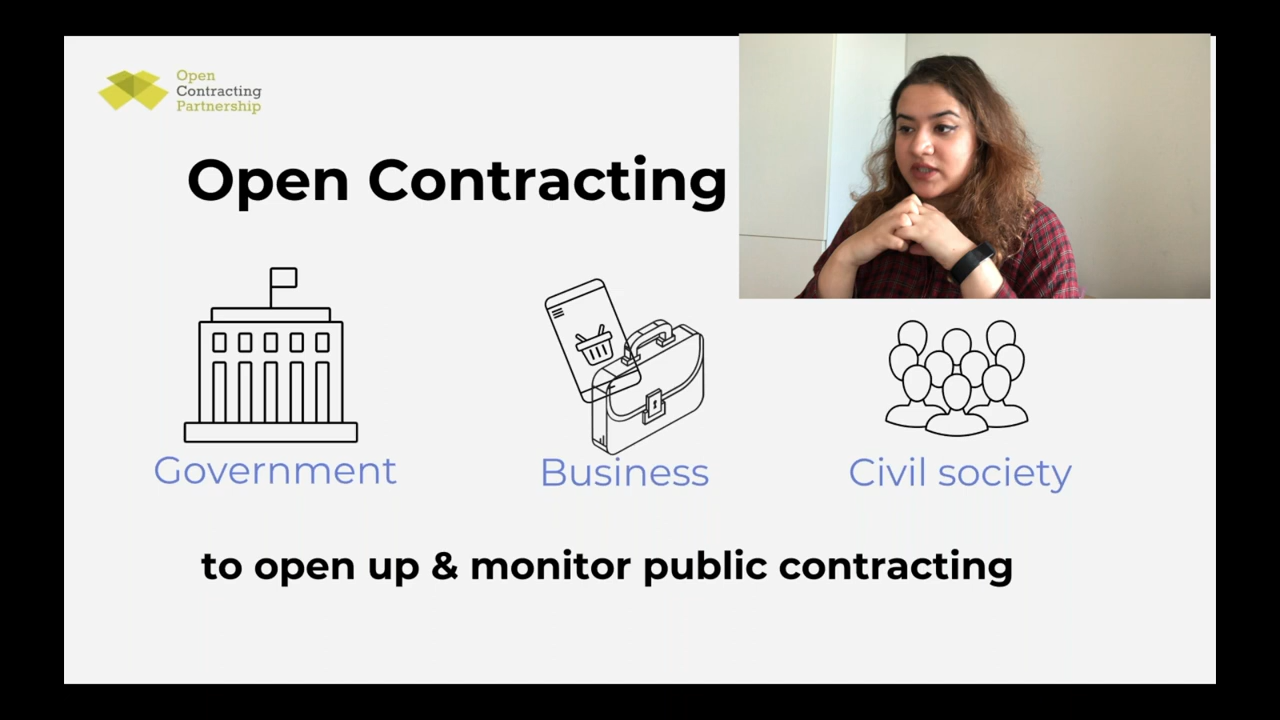 Open
Contracting
Partnership
Open Contracting
Government
Business
Civil society
to open up & monitor public contracting